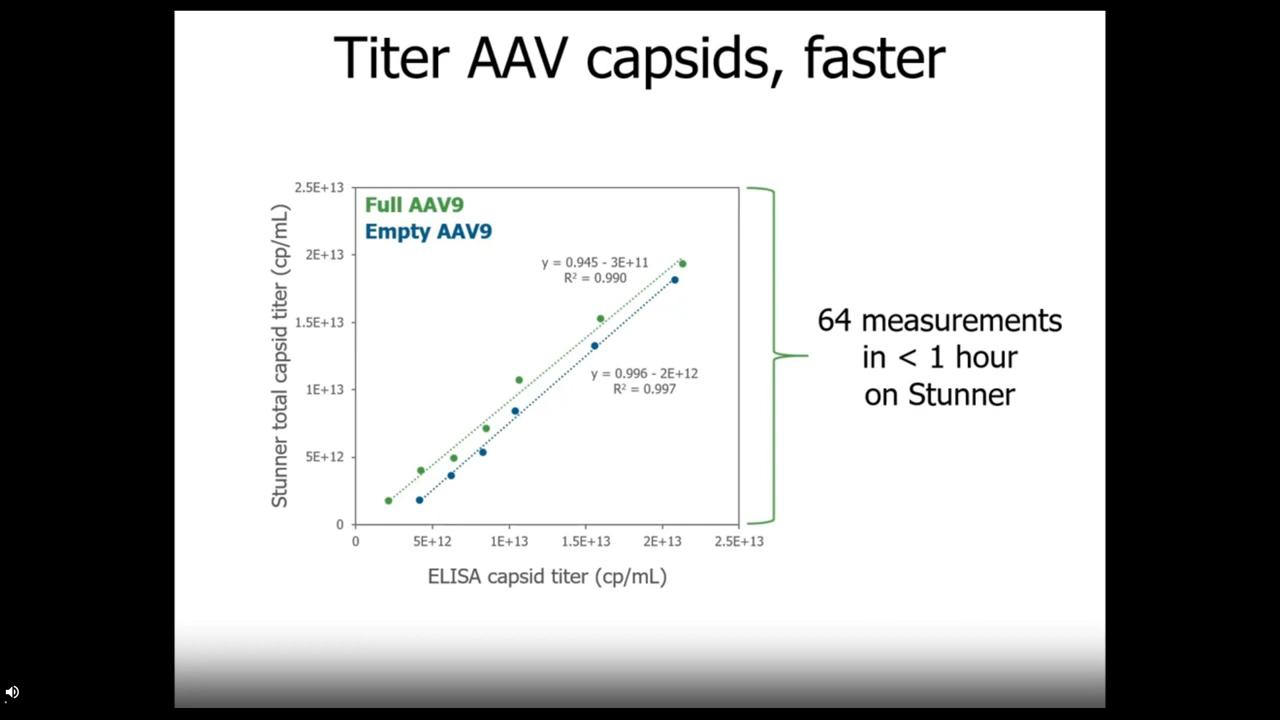 Titer AAV capsids, faster
Stunner total capsid titer (cp/mL)
2.5E+13
2E+13
1.5E+13
1E+13
5E+12
0
Full AAV9
Empty AAV9
y = 0.945 - 3E+11
R² = 0.990
y = 0.996 - 2E+12
R² = 0.997
0 5E+12 1E+13 1.5E+13 2E+13 2.5E+13
ELISA capsid titer (cp/mL)
64 measurements
in < 1 hour
on Stunner